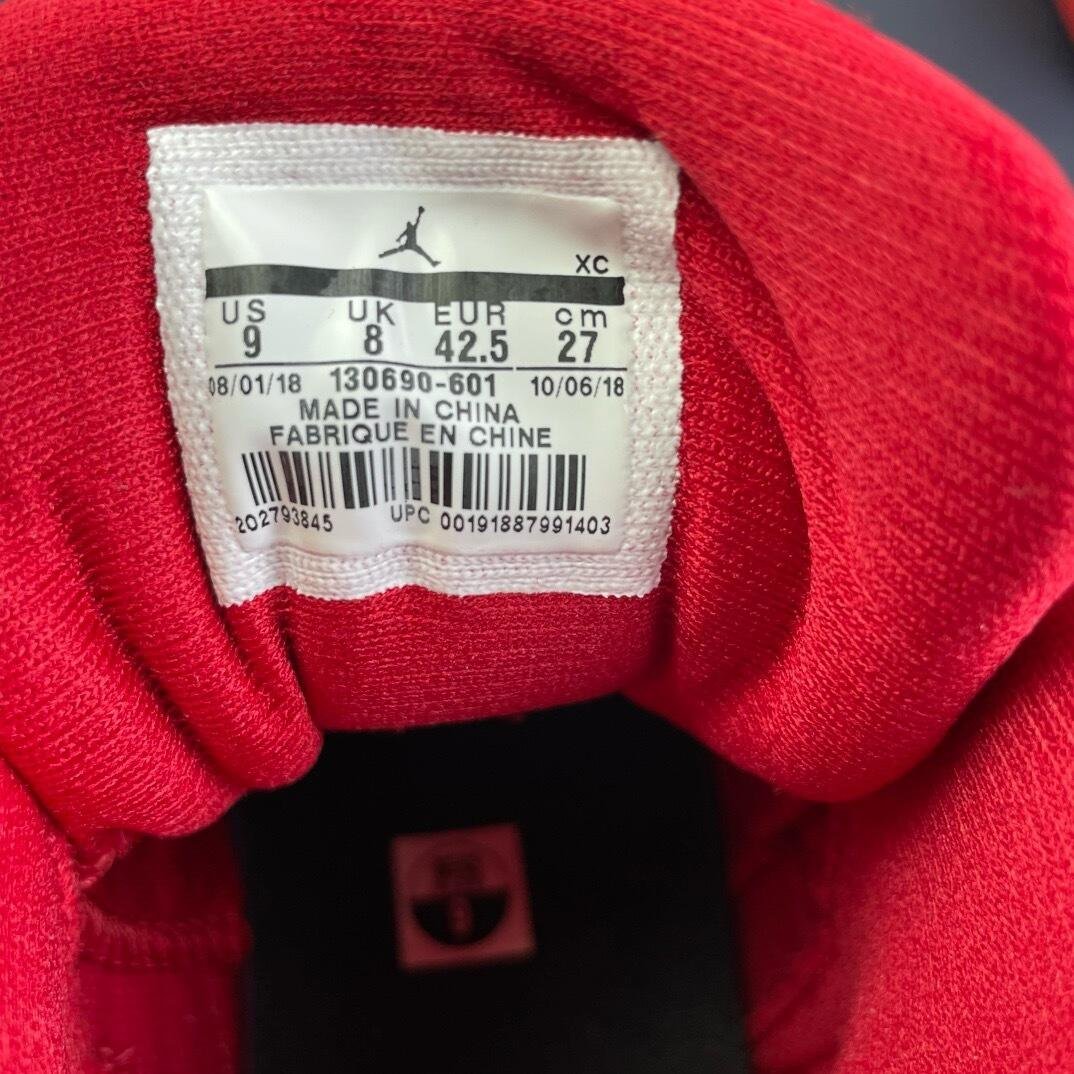 XC
US UK EUR cm
9 8 42.5 27
08/01/18 130690-601 10/06/18
MADE IN CHINA
FABRIQUE EN CHINE
202793845 UPC 00191887991403